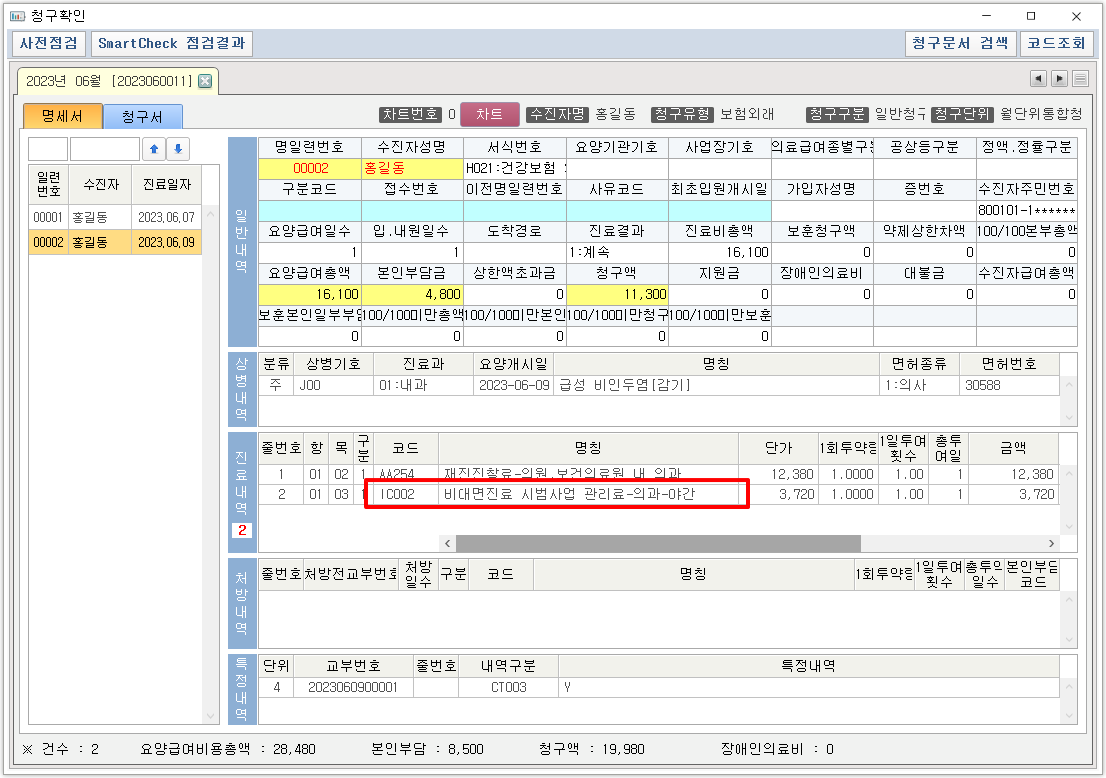 청구확인
사전점검 SmartCheck 점검결과 청구문서 검색 코드조회
2023년 06월 [2023060011]
명세서 청구서 차트번호 0 차트 수진자명 홍길동 청구유형 보험외래 청구구분 일반청구 청구단위 월단위통합청
일련번호 수진자 진료일자
00001 홍길동 2023.06.07
00002 홍길동 2023.06.09
일반내역
명일련번호 수진자성명 서식번호 요양기관기호 사업장기호 의료급여종별구분 공상등구분 정액.정률구분
00002 홍길동 H021:건강보험
구분코드 접수번호 이전명일련번호 사유코드 최초입원개시일 가입자성명 증번호 수진자주민번호
800101-1******
요양급여일수 입.내원일수 도착경로 진료결과 진료비총액 보훈청구액 약제상한차액 100/100본부총액
1 1 1:계속 16,100 0 0 0
요양급여총액 본인부담금 상한액초과금 청구액 지원금 장애인의료비 대불금 수진자급여총액
16,100 4,800 0 11,300 0 0 0 0
보훈본인일부부담 100/100미만총액 100/100미만본인 100/100미만청구 100/100미만보훈
0 0 0 0 0
상병내역
분류 상병기호 진료과 요양개시일 명칭 면허종류 면허번호
주 J00 01:내과 2023-06-09 급성 비인두염[감기] 1:의사 30588
진료내역
2
줄번호 항 목 구분 코드 명칭 단가 1회투약량 1일투여횟수 총투여일 금액
1 01 02 1 AA254 재진진찰료-의원,보건의료원 내 의과 12,380 1.0000 1.00 1 12,380
2 01 03 1 IC002 비대면진료 시범사업 관리료-의과-야간 3,720 1.0000 1.00 1 3,720
처방내역
줄번호 처방전교부번호 처방일수 구분 코드 명칭 1회투약량 1일투여횟수 총투약일수 본인부담코드
특정내역
단위 교부번호 줄번호 내역구분 특정내역
4 2023060900001 CT003 Y
※ 건수 : 2 요양급여비용총액 : 28,480 본인부담 : 8,500 청구액 : 19,980 장애인의료비 : 0